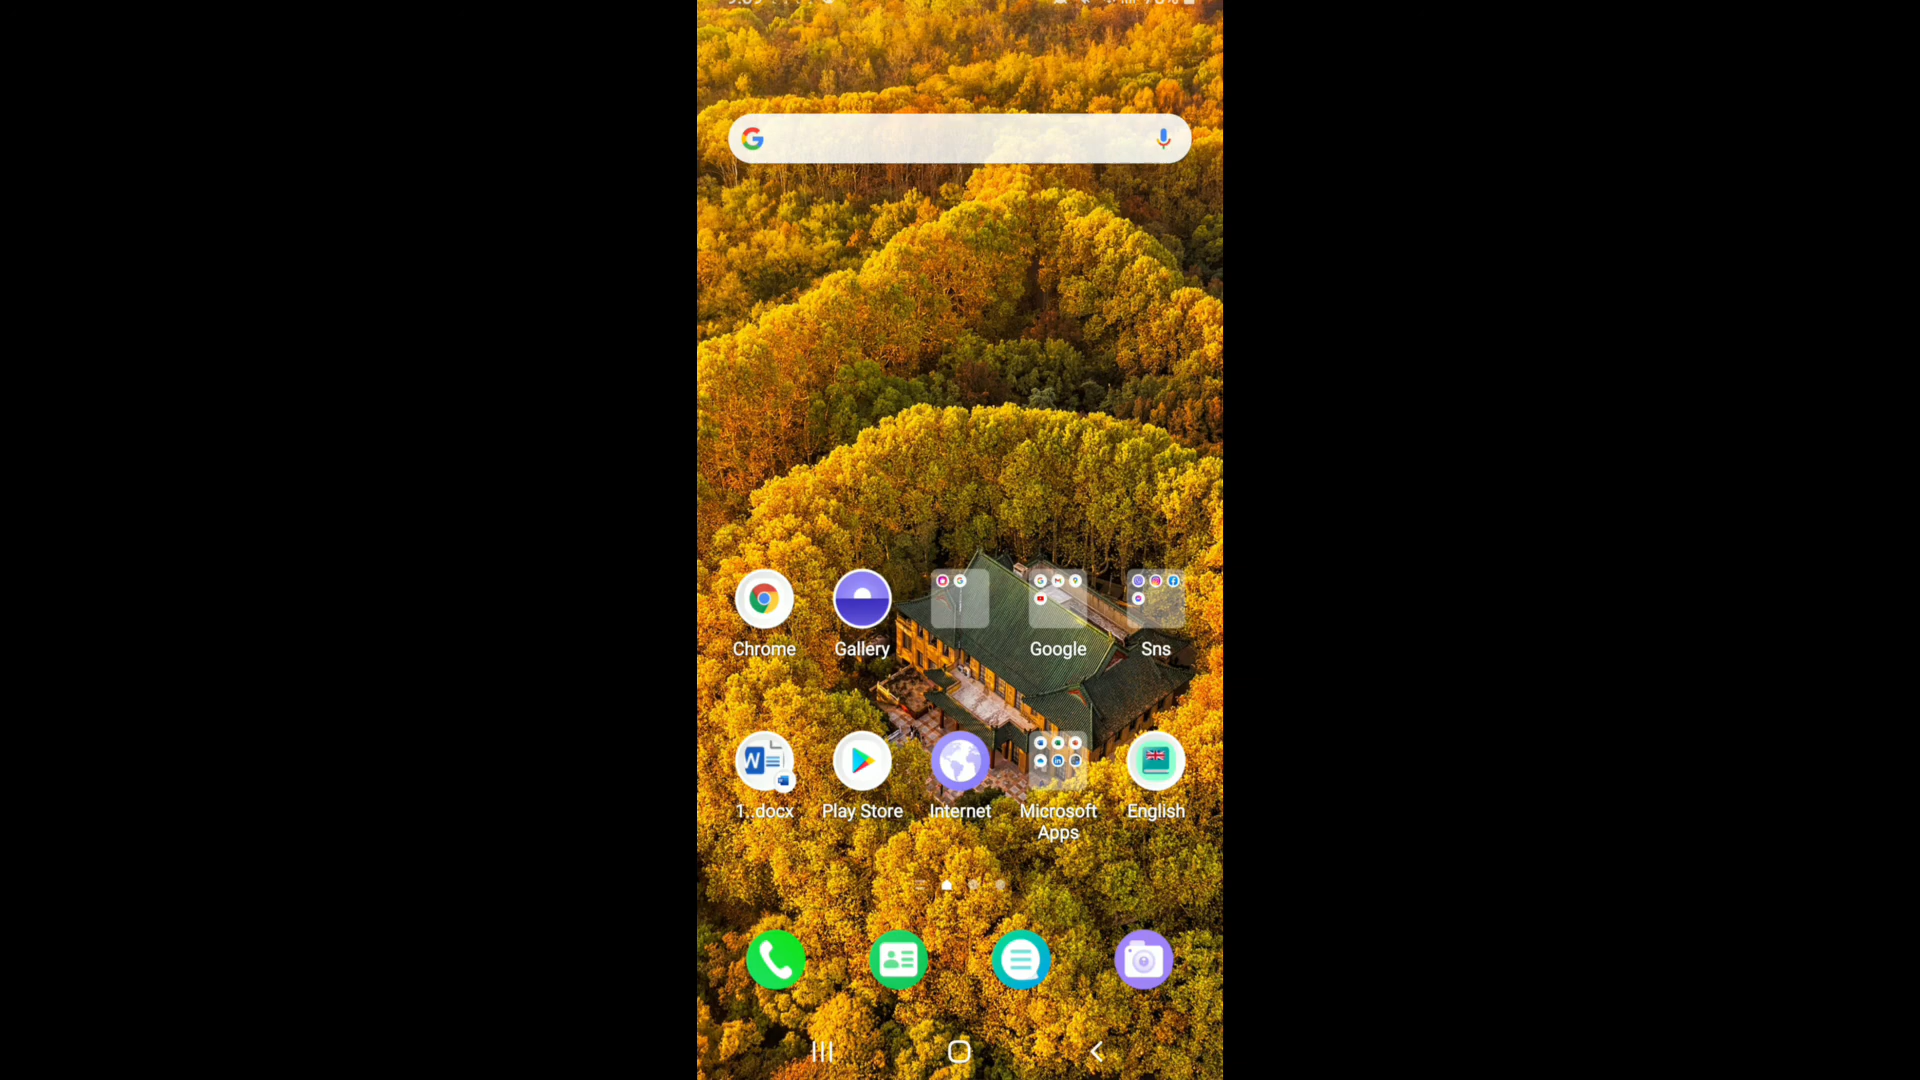 Chrome
Gallery
Google
Sns
1..docx
Play Store
Internet
Microsoft
Apps
English